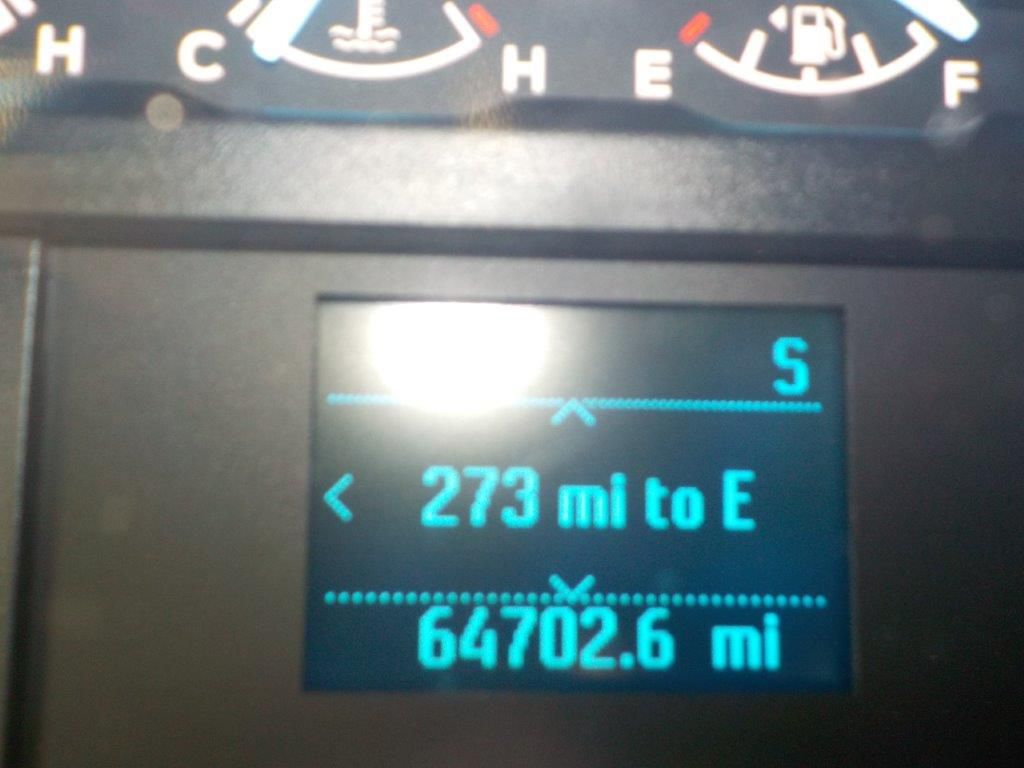 H C H E F
S
< 273 mi to E
64702.6 mi